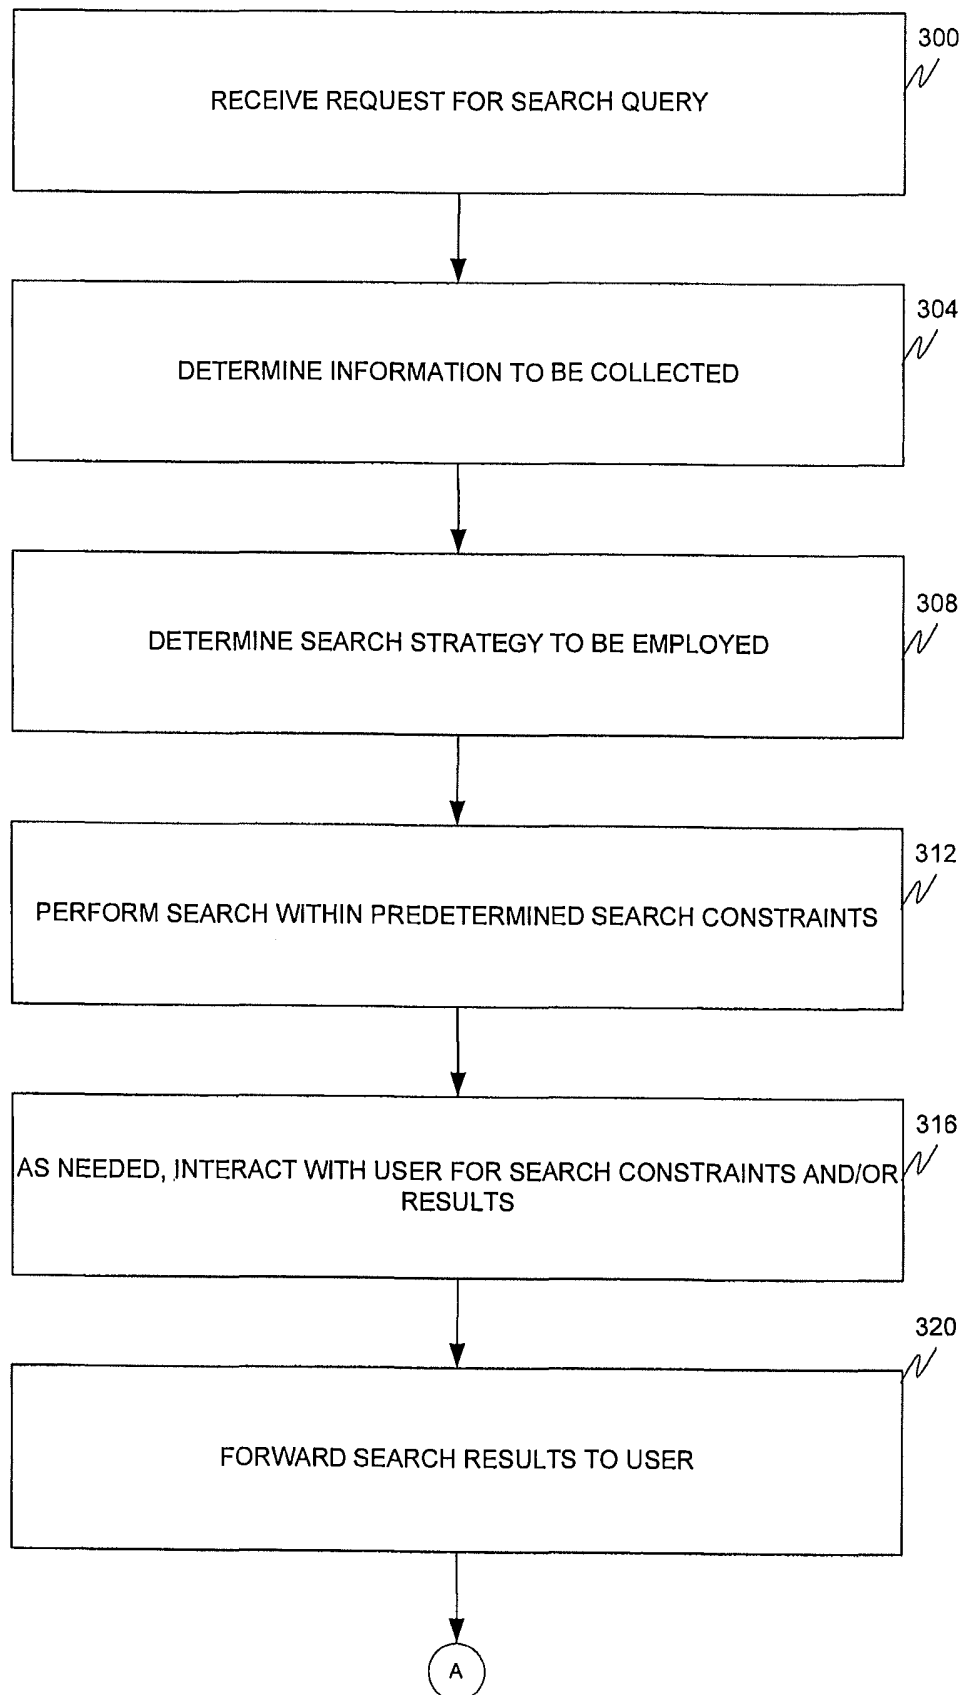 300
RECEIVE REQUEST FOR SEARCH QUERY
304
DETERMINE INFORMATION TO BE COLLECTED
308
DETERMINE SEARCH STRATEGY TO BE EMPLOYED
312
PERFORM SEARCH WITHIN PREDETERMINED SEARCH CONSTRAINTS
316
AS NEEDED, INTERACT WITH USER FOR SEARCH CONSTRAINTS AND/OR
RESULTS
320
FORWARD SEARCH RESULTS TO USER
A